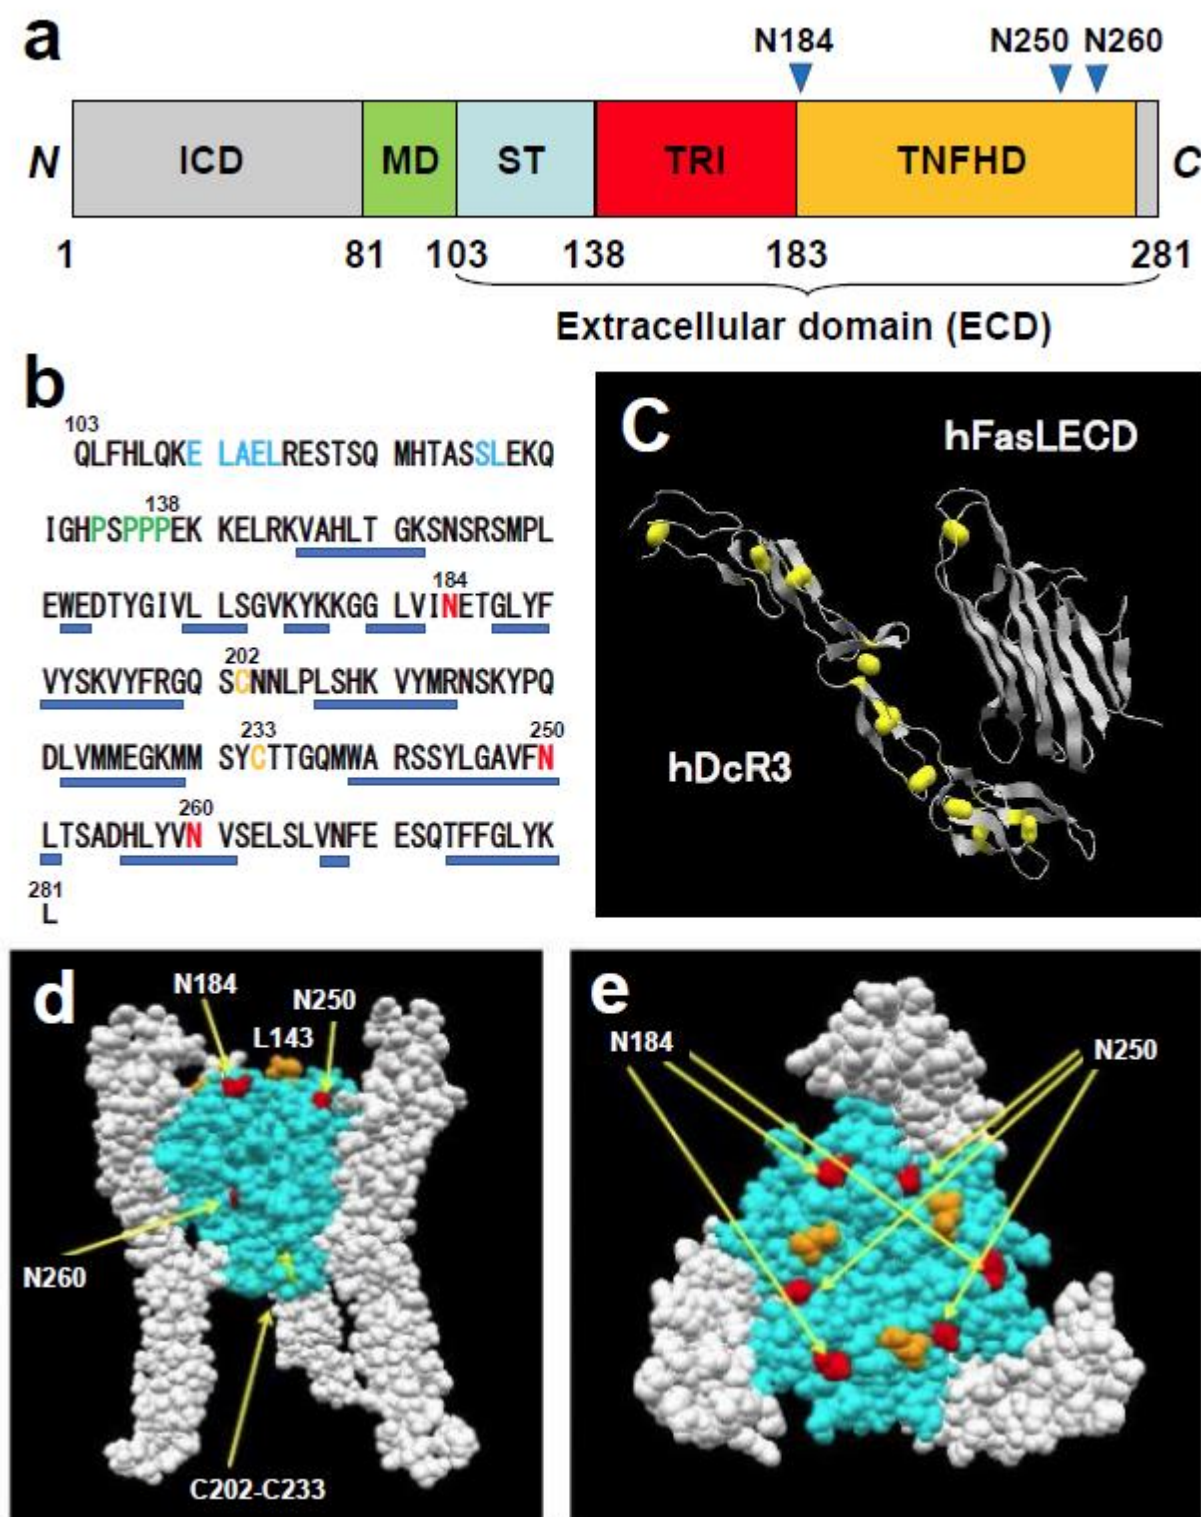 a
N184 N250 N260
N ICD MD ST TRI TNFHD C
1 81 103 138 183 281
Extracellular domain (ECD)
b
103
QLFHLQKE LAELRESTSQ MHTASSLEKQ
138
IGHPSPPPEK KELRKVAHLT GKSNSRSMPL
184
EWEDTYGIVL LSGVKYKKGG LVINETGLYF
202
VYSKVYFRGQ SCNNLPLSHK VYMRNSKYPQ
233 250
DLVMMEGKMM SYCTTGQMWA RSSYLGAVFN
260
LTSADHLYVN VSELSLVNFE ESQTFFGLYK
281
L
C
hFasLECD
hDcR3
d
N184
N250
L143
N260
C202-C233
e
N184
N250